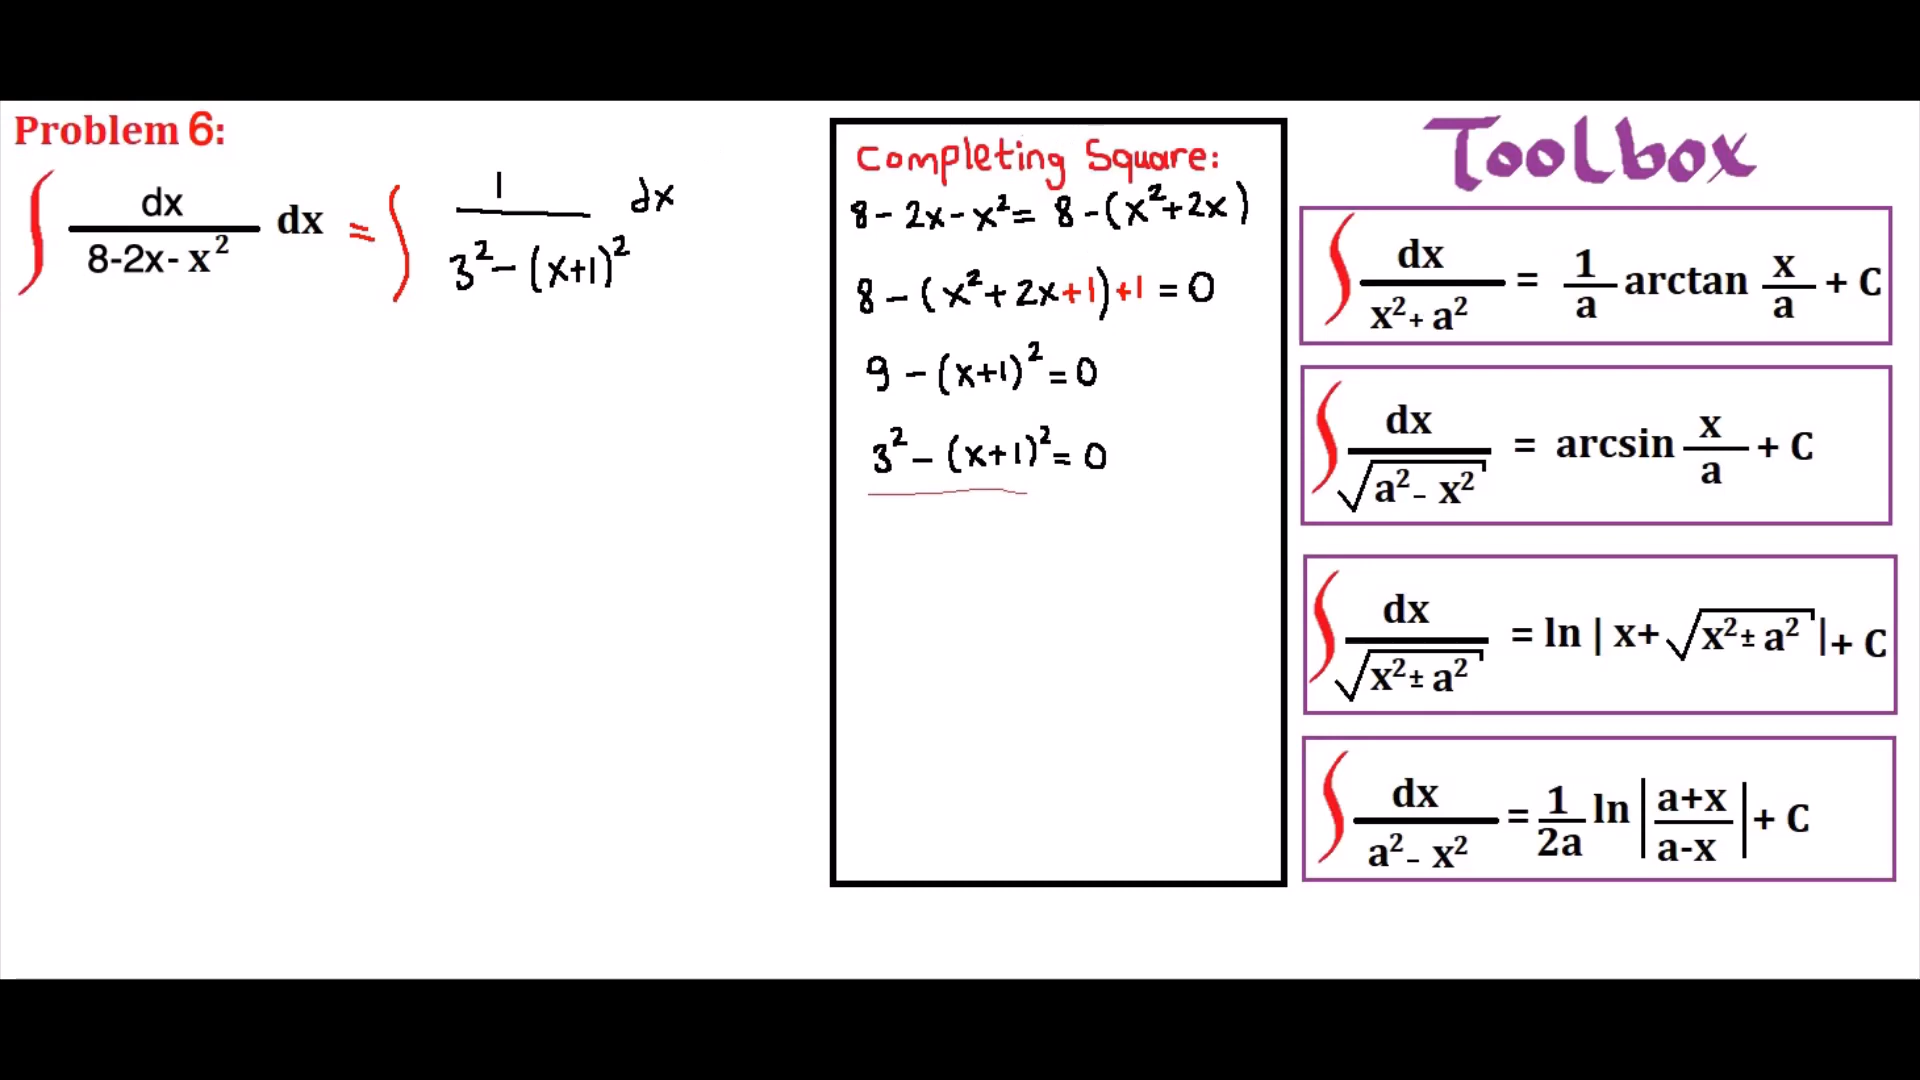 Problem 6:
∫ dx / 8-2x-x² dx = ∫ 1 / 3² - (x+1)² dx
Completing Square:
8 - 2x - x² = 8 - (x² + 2x)
8 - (x² + 2x +1) +1 = 0
9 - (x+1)² = 0
3² - (x+1)² = 0
Toolbox
∫ dx / x² + a² = 1/a arctan x/a + C
∫ dx / √a² - x² = arcsin x/a + C
∫ dx / √x² ± a² = ln | x+ √x² ± a² | + C
∫ dx / a² - x² = 1/2a ln | a+x / a-x | + C